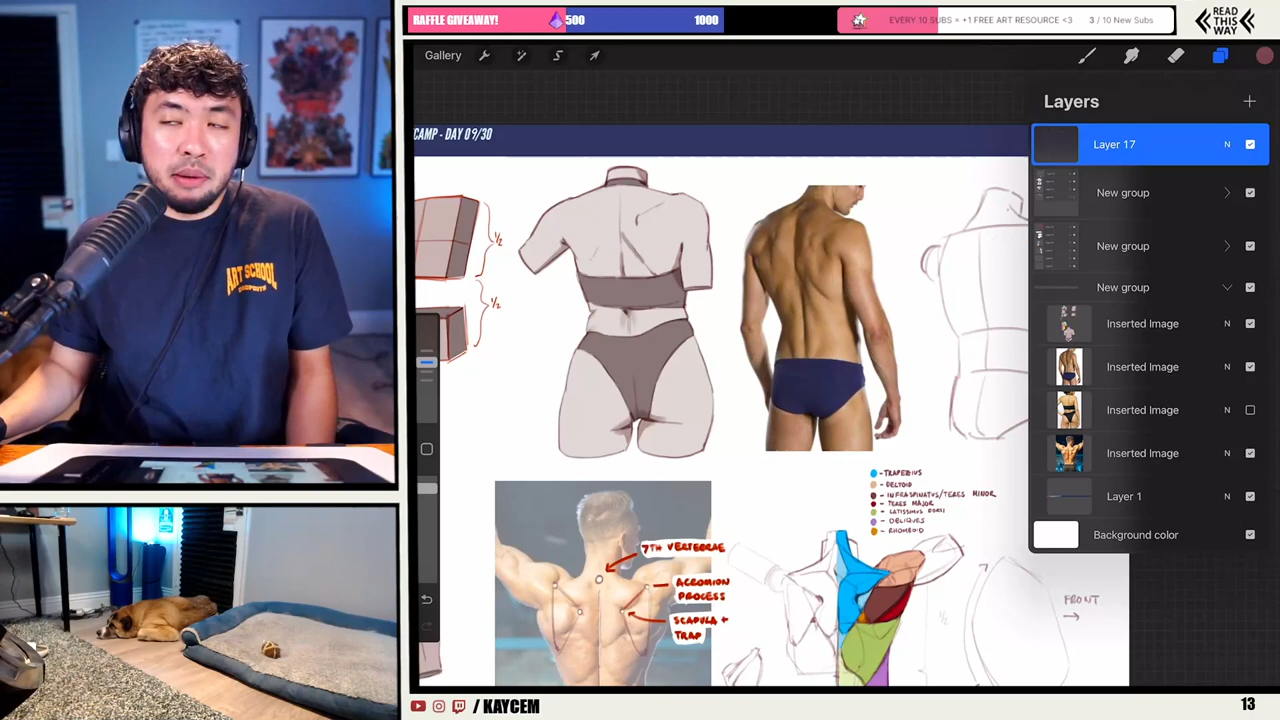 RAFFLE GIVEAWAY!
500
1000
EVERY 10 SUBS = +1 FREE ART RESOURCE <3
3 / 10 New Subs
READ
THIS
WAY
Gallery
CAMP - DAY 09/30
½
½
ART SCHOOL
DROPOUTS
Layers
Layer 17
N
New group
New group
New group
Inserted Image
N
Inserted Image
N
Inserted Image
N
Inserted Image
N
Layer 1
N
Background color
- TRAPEZIUS
- DELTOID
- INFRASPINATUS/TERES MINOR
- TERES MAJOR
- LATISSIMUS DORSI
- OBLIQUES
- RHOMBOID
7TH VERTEBRAE
ACROMION
PROCESS
SCAPULA +
TRAP
½
FRONT
/ KAYCEM
13